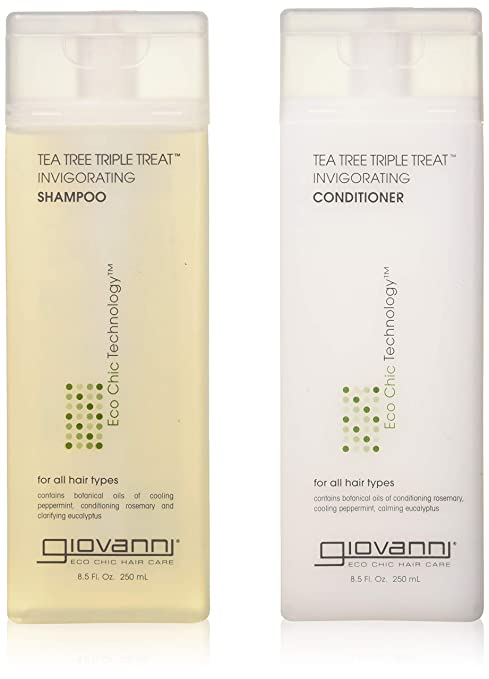 TEA TREE TRIPLE TREAT™
INVIGORATING
SHAMPOO
Eco Chic Technology™
for all hair types
contains botanical oils of cooling
peppermint, conditioning rosemary and
clarifying eucalyptus
giovanni®
ECO CHIC HAIR CARE
8.5 Fl. Oz. 250 mL
TEA TREE TRIPLE TREAT™
INVIGORATING
CONDITIONER
Eco Chic Technology™
for all hair types
contains botanical oils of conditioning rosemary,
cooling peppermint, calming eucalyptus
giovanni®
ECO CHIC HAIR CARE
8.5 Fl. Oz. 250 mL